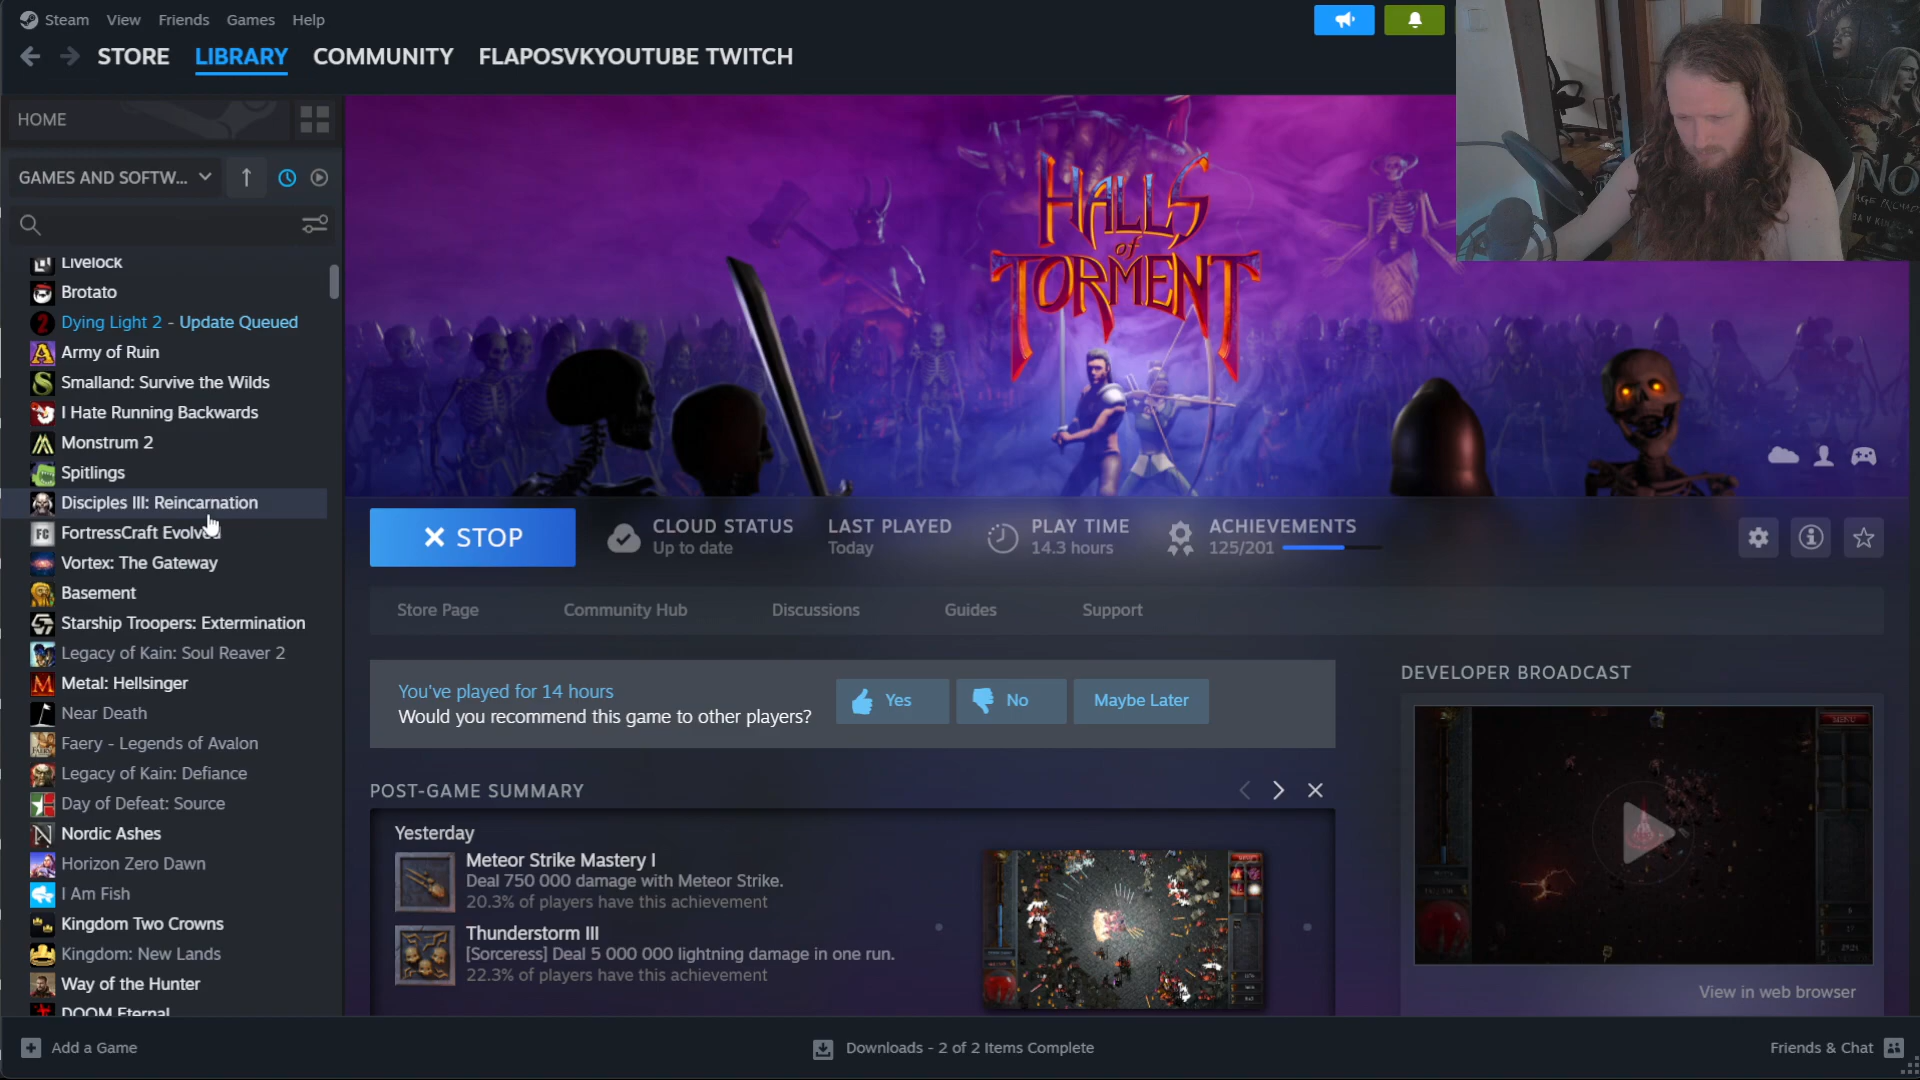 Steam View Friends Games Help
STORE LIBRARY COMMUNITY FLAPOSVKYOUTUBE TWITCH
HOME
GAMES AND SOFTW...
Livelock
Brotato
Dying Light 2 - Update Queued
Army of Ruin
Smalland: Survive the Wilds
I Hate Running Backwards
Monstrum 2
Spitlings
Disciples III: Reincarnation
FortressCraft Evolved
Vortex: The Gateway
Basement
Starship Troopers: Extermination
Legacy of Kain: Soul Reaver 2
Metal: Hellsinger
Near Death
Faery - Legends of Avalon
Legacy of Kain: Defiance
Day of Defeat: Source
Nordic Ashes
Horizon Zero Dawn
I Am Fish
Kingdom Two Crowns
Kingdom: New Lands
Way of the Hunter
DOOM Eternal
HALLS
of
TORMENT
STOP
CLOUD STATUS
Up to date
LAST PLAYED
Today
PLAY TIME
14.3 hours
ACHIEVEMENTS
125/201
Store Page Community Hub Discussions Guides Support
You've played for 14 hours
Would you recommend this game to other players?
Yes
No
Maybe Later
POST-GAME SUMMARY
Yesterday
Meteor Strike Mastery I
Deal 750 000 damage with Meteor Strike.
20.3% of players have this achievement
Thunderstorm III
[Sorceress] Deal 5 000 000 lightning damage in one run.
22.3% of players have this achievement
DEVELOPER BROADCAST
MENU
View in web browser
Add a Game
Downloads - 2 of 2 Items Complete
Friends & Chat